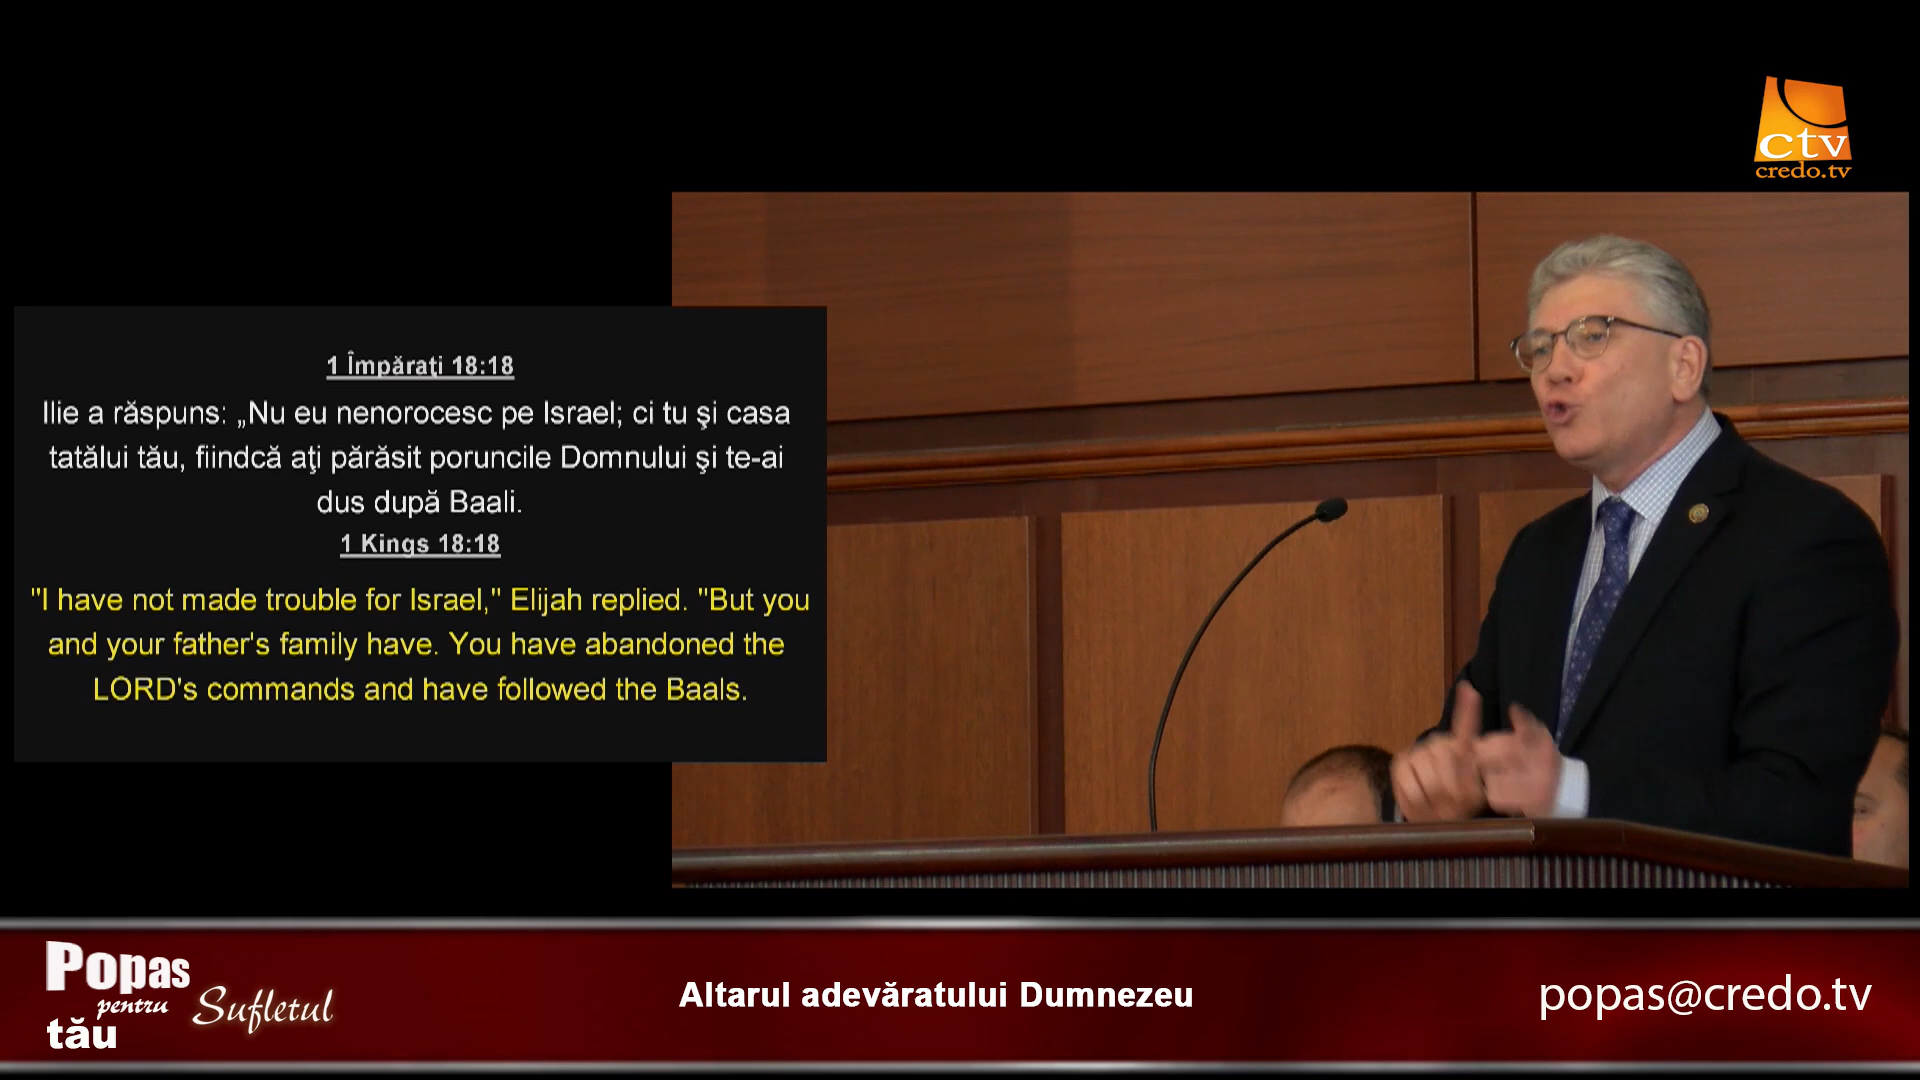 ctv
credo.tv
1 Împăraţi 18:18
Ilie a răspuns: „Nu eu nenorocesc pe Israel; ci tu şi casa
tatălui tău, fiindcă aţi părăsit poruncile Domnului şi te-ai
dus după Baali.
1 Kings 18:18
"I have not made trouble for Israel," Elijah replied. "But you
and your father's family have. You have abandoned the
LORD's commands and have followed the Baals.
Popas
pentru Sufletul
tău
Altarul adevăratului Dumnezeu
popas@credo.tv